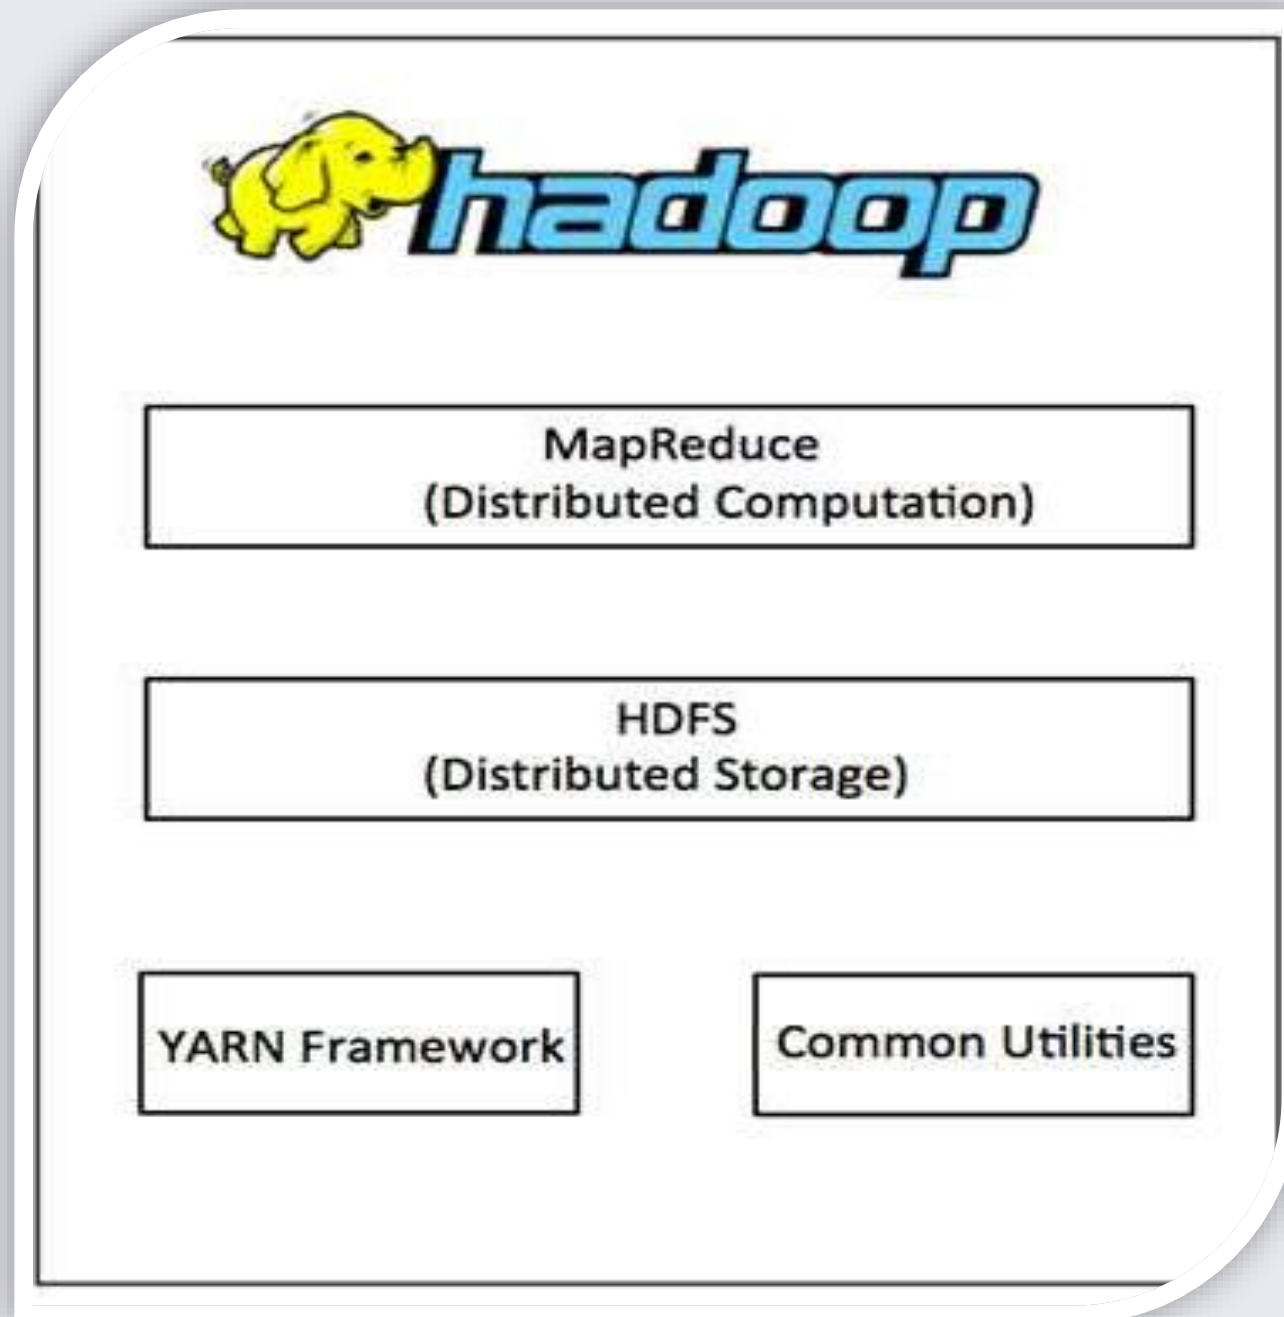 hadoop
MapReduce
(Distributed Computation)
HDFS
(Distributed Storage)
YARN Framework
Common Utilities